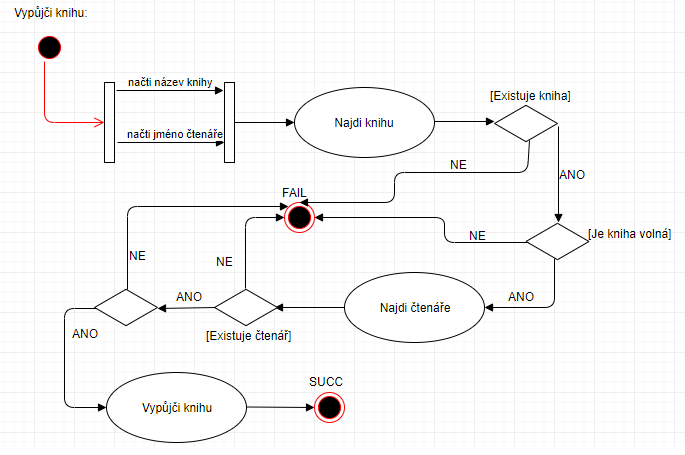 Vypůjči knihu:
načti název knihy
načti jméno čtenáře
Najdi knihu
[Existuje kniha]
NE
ANO
FAIL
NE
[Je kniha volná]
NE
NE
ANO
ANO
Najdi čtenáře
[Existuje čtenář]
ANO
Vypůjči knihu
SUCC